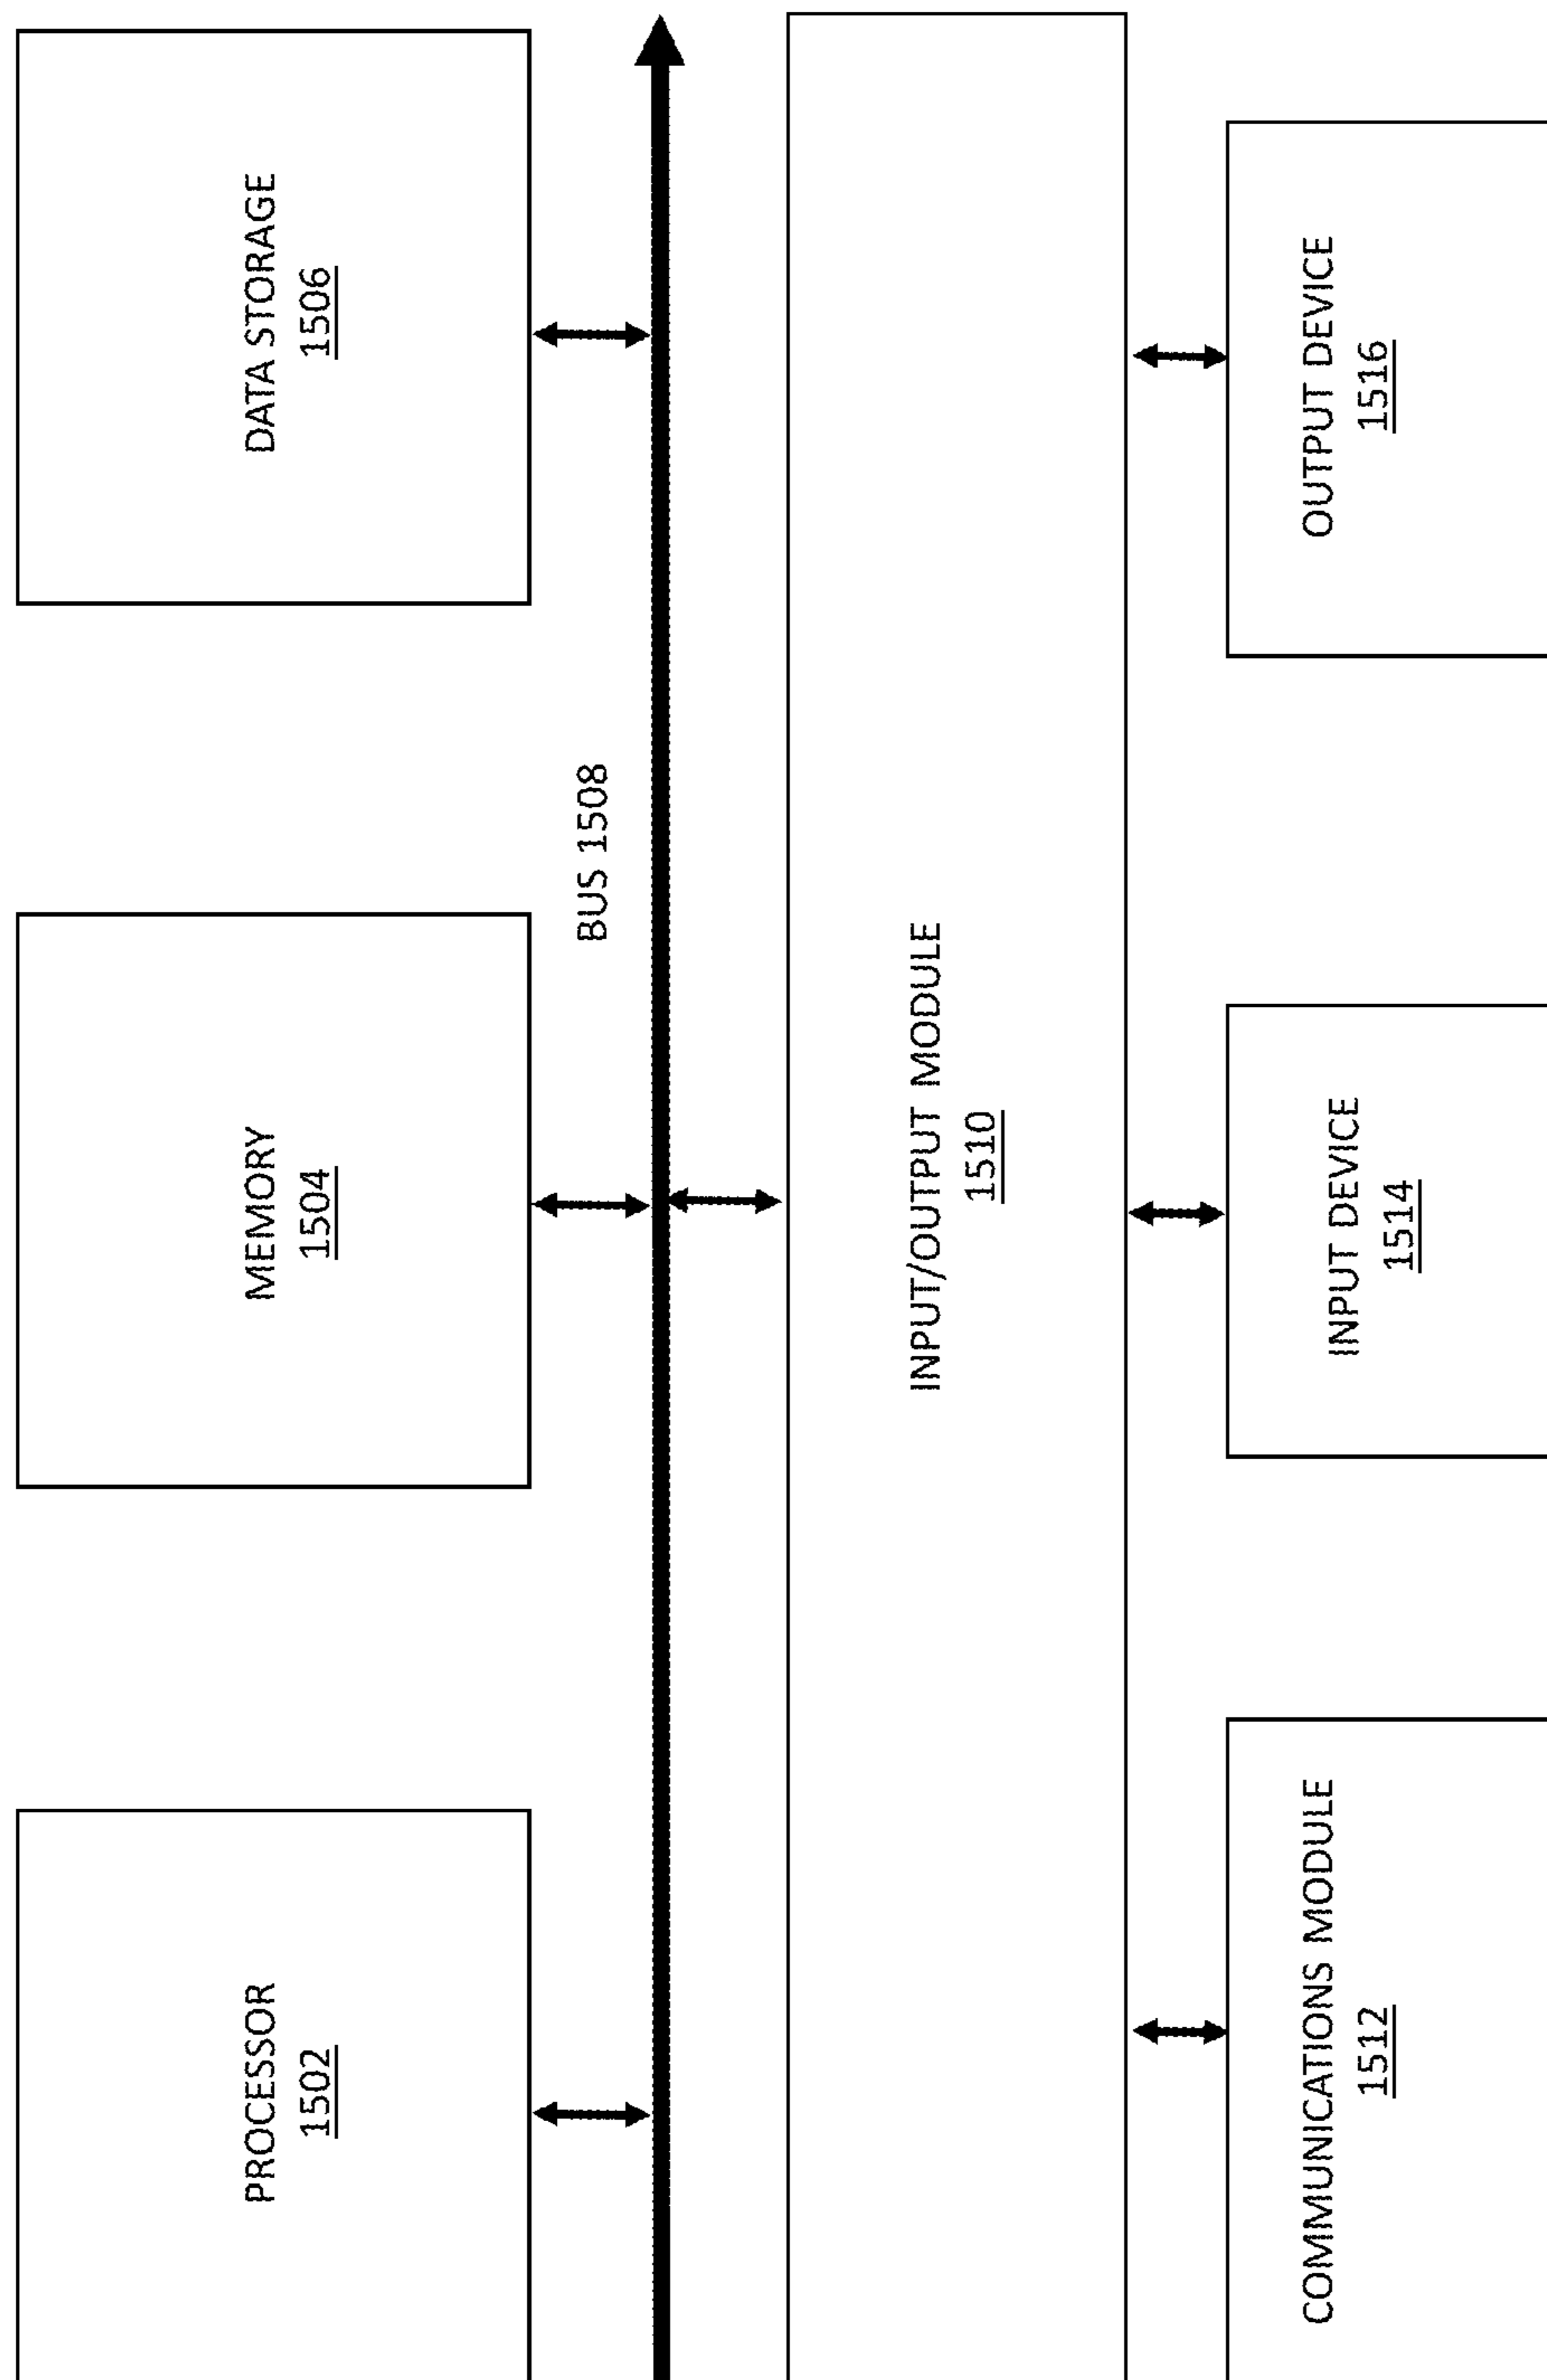 PROCESSOR
1502
MEMORY
1504
DATA STORAGE
1506
BUS 1508
INPUT/OUTPUT MODULE
1510
COMMUNICATIONS MODULE
1512
INPUT DEVICE
1514
OUTPUT DEVICE
1516